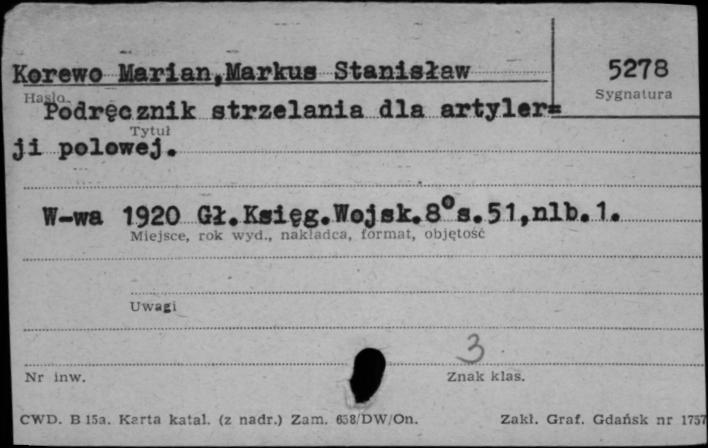 Korewo Marian,Markus Stanisław
5278
Hasło
Sygnatura
Podręcznik strzelania dla artyler=
Tytuł
ji polowej.
W-wa 1920 Gł.Księg.Wojsk.8°s.51,nlb.1.
Miejsce, rok wyd., nakładca, format, objętość
Uwagi
3
Nr inw.
Znak klas.
CWD. B 15a. Karta katal. (z nadr.) Zam. 658/DW/On.
Zakł. Graf. Gdańsk nr 1757